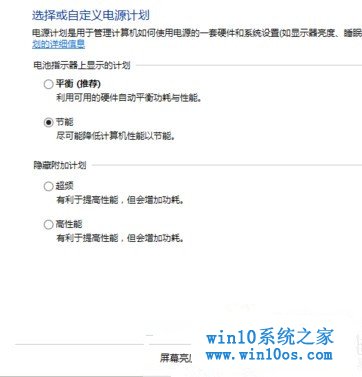 选择或自定义电源计划
电源计划是用于管理计算机如何使用电源的一套硬件和系统设置(如显示器亮度、睡眠
划的详细信息
电池指示器上显示的计划
平衡 (推荐)
利用可用的硬件自动平衡功耗与性能。
节能
尽可能降低计算机性能以节能。
隐藏附加计划
超频
有利于提高性能，但会增加功耗。
高性能
有利于提高性能，但会增加功耗。
屏幕亮
win10系统之家
www.win10os.com